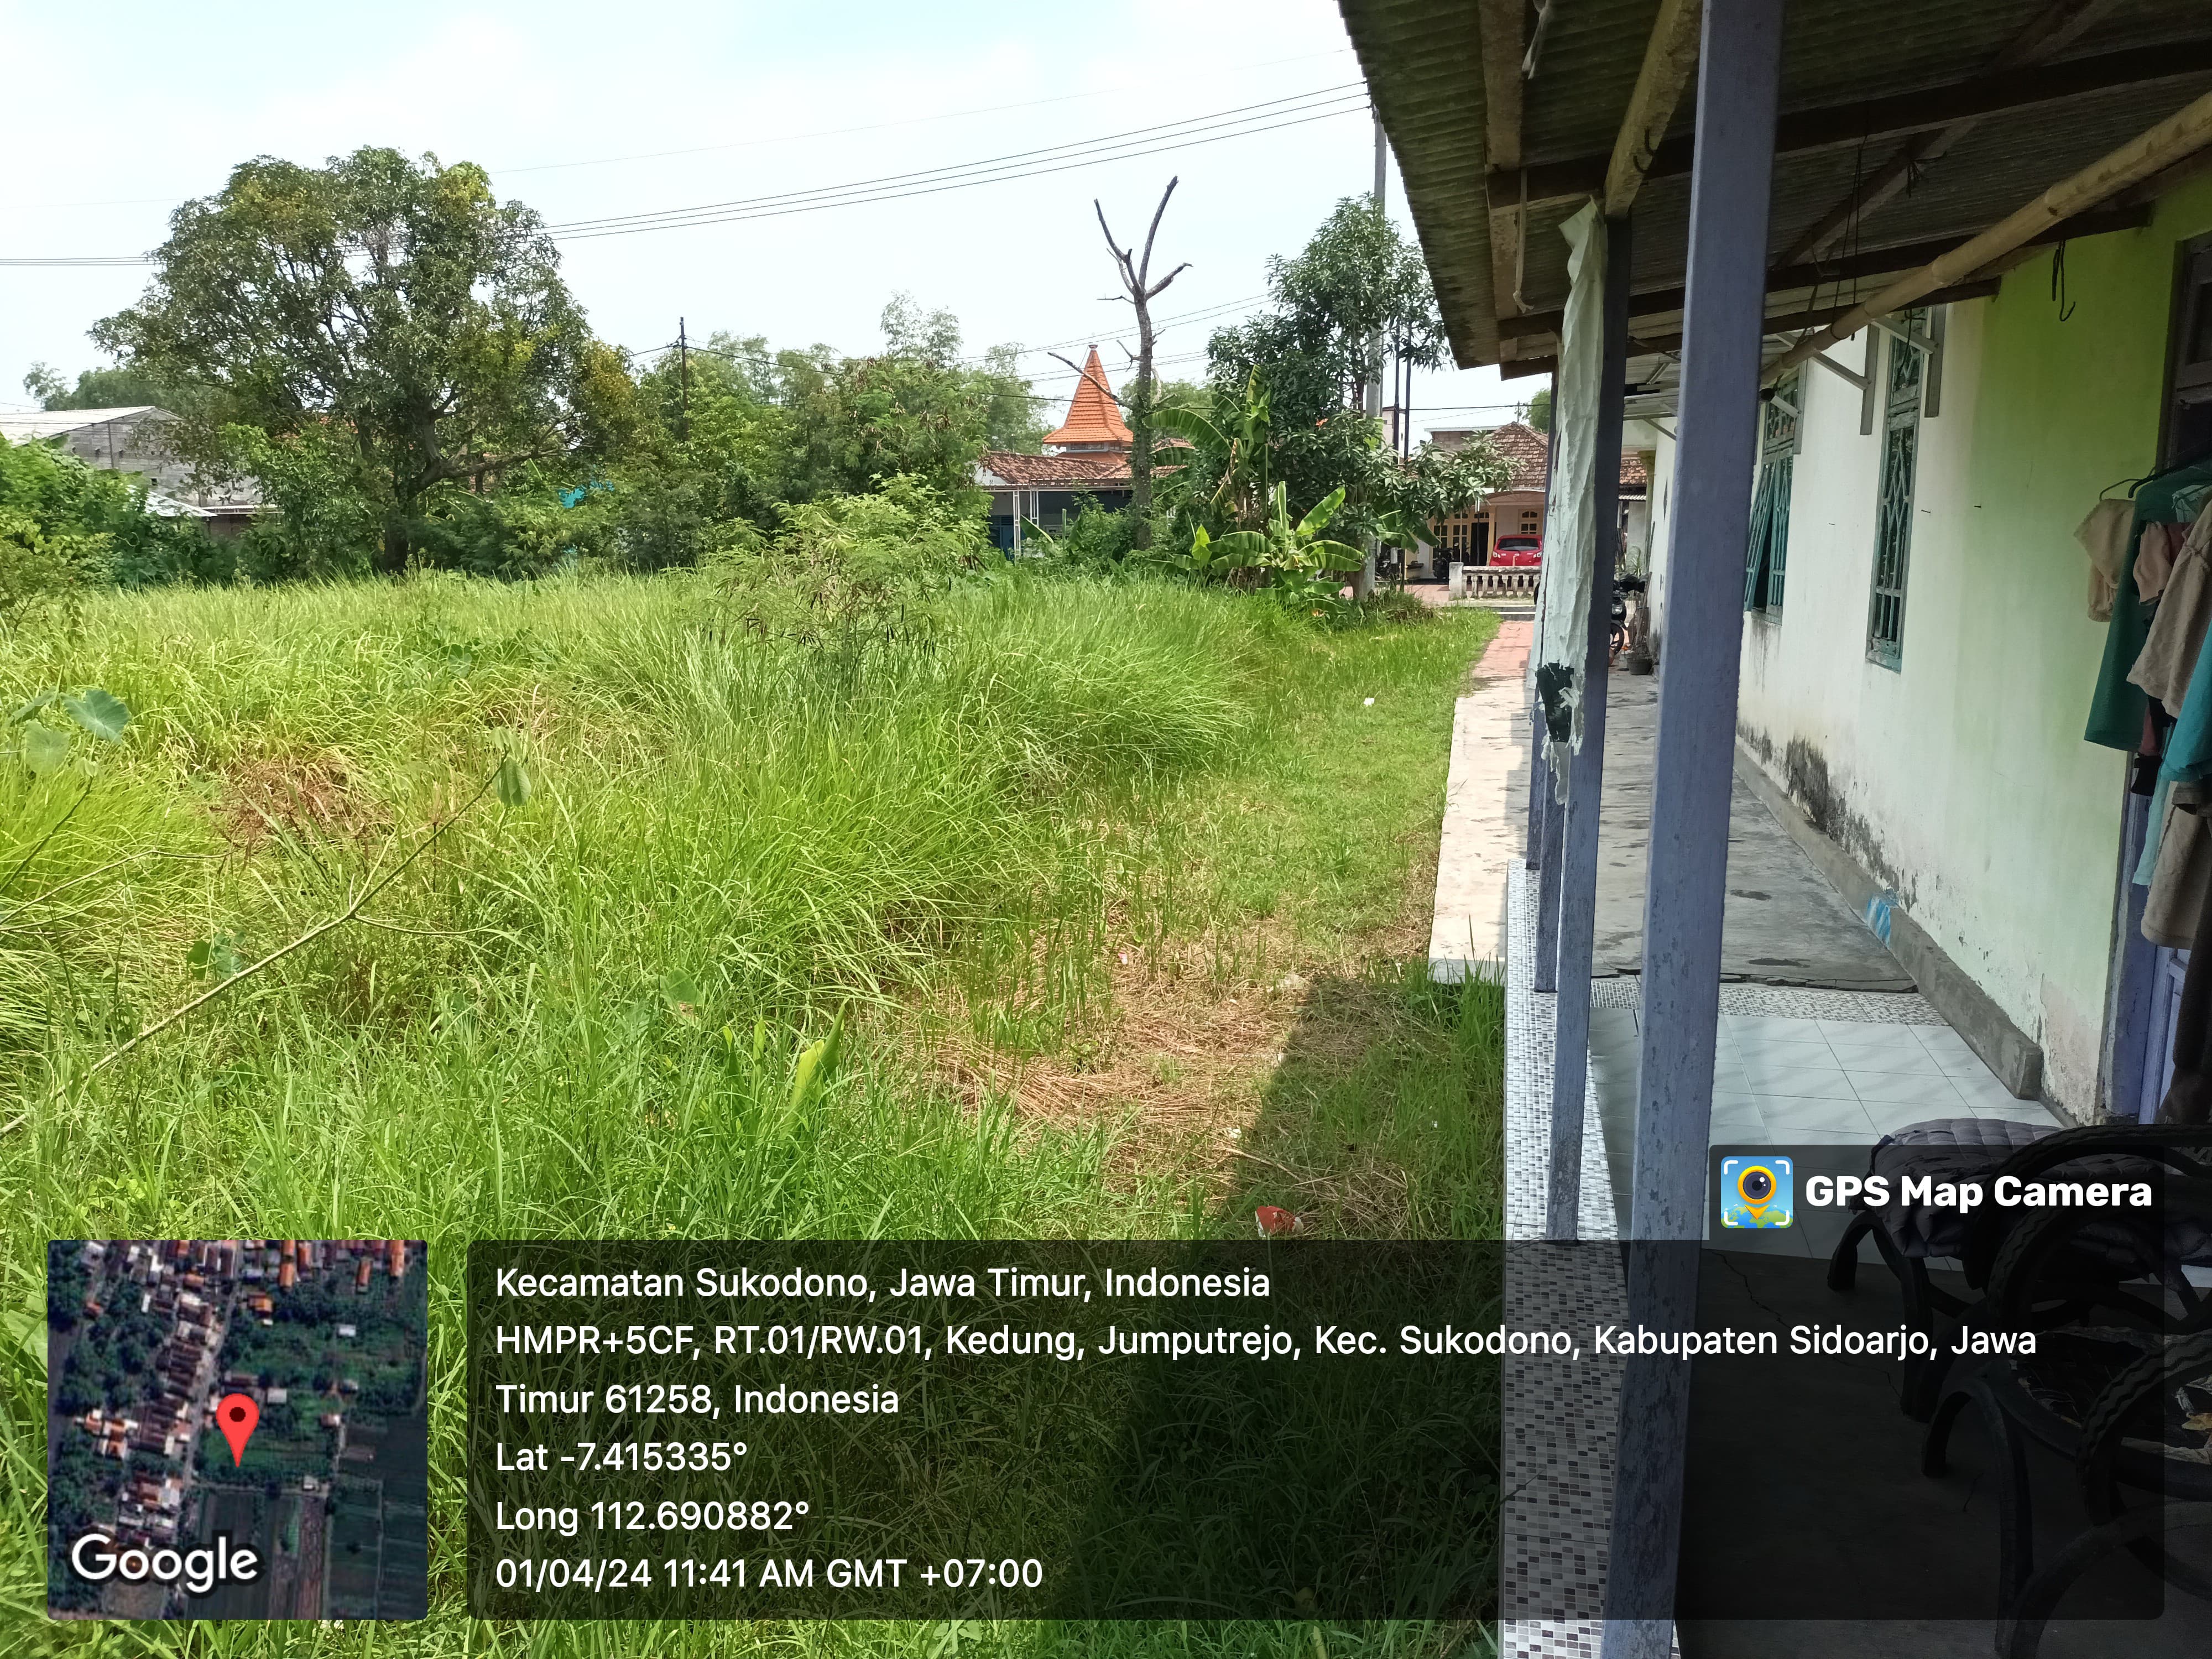 GPS Map Camera
Kecamatan Sukodono, Jawa Timur, Indonesia
HMPR+5CF, RT.01/RW.01, Kedung, Jumputrejo, Kec. Sukodono, Kabupaten Sidoarjo, Jawa
Timur 61258, Indonesia
Lat -7.415335°
Long 112.690882°
01/04/24 11:41 AM GMT +07:00
Google